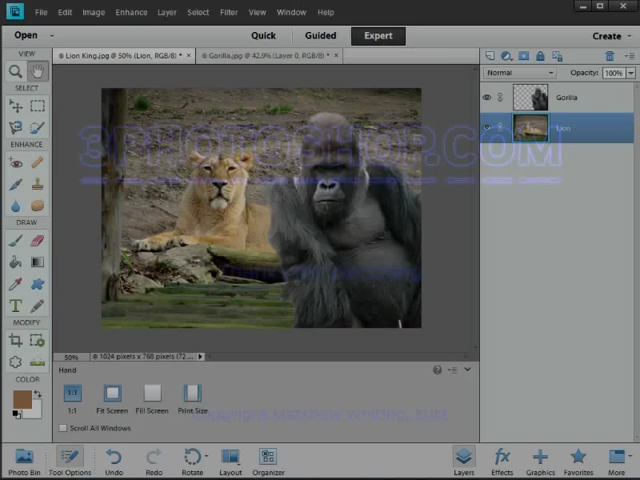 File Edit Image Enhance Layer Select Filter View Window Help
Open Quick Guided Expert Create
VIEW
SELECT
ENHANCE
DRAW
MODIFY
COLOR
Lion King.jpg @ 50% (Lion, RGB/8) *
Gorilla.jpg @ 42.9% (Layer 0, RGB/8) *
Normal Opacity: 100%
Gorilla
Lion
3PHOTOSHOP.COM
50% 1024 pixels x 768 pixels (72 ...
Hand
1:1 Fit Screen Fill Screen Print Size
Scroll All Windows
Photo Bin Tool Options Undo Redo Rotate Layout Organizer Layers Effects Graphics Favorites More